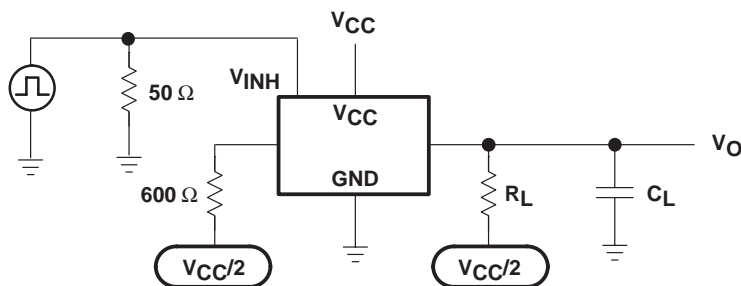 VCC
VINH
50 Ω
VCC
VO
GND
600 Ω
RL
CL
VCC/2
VCC/2